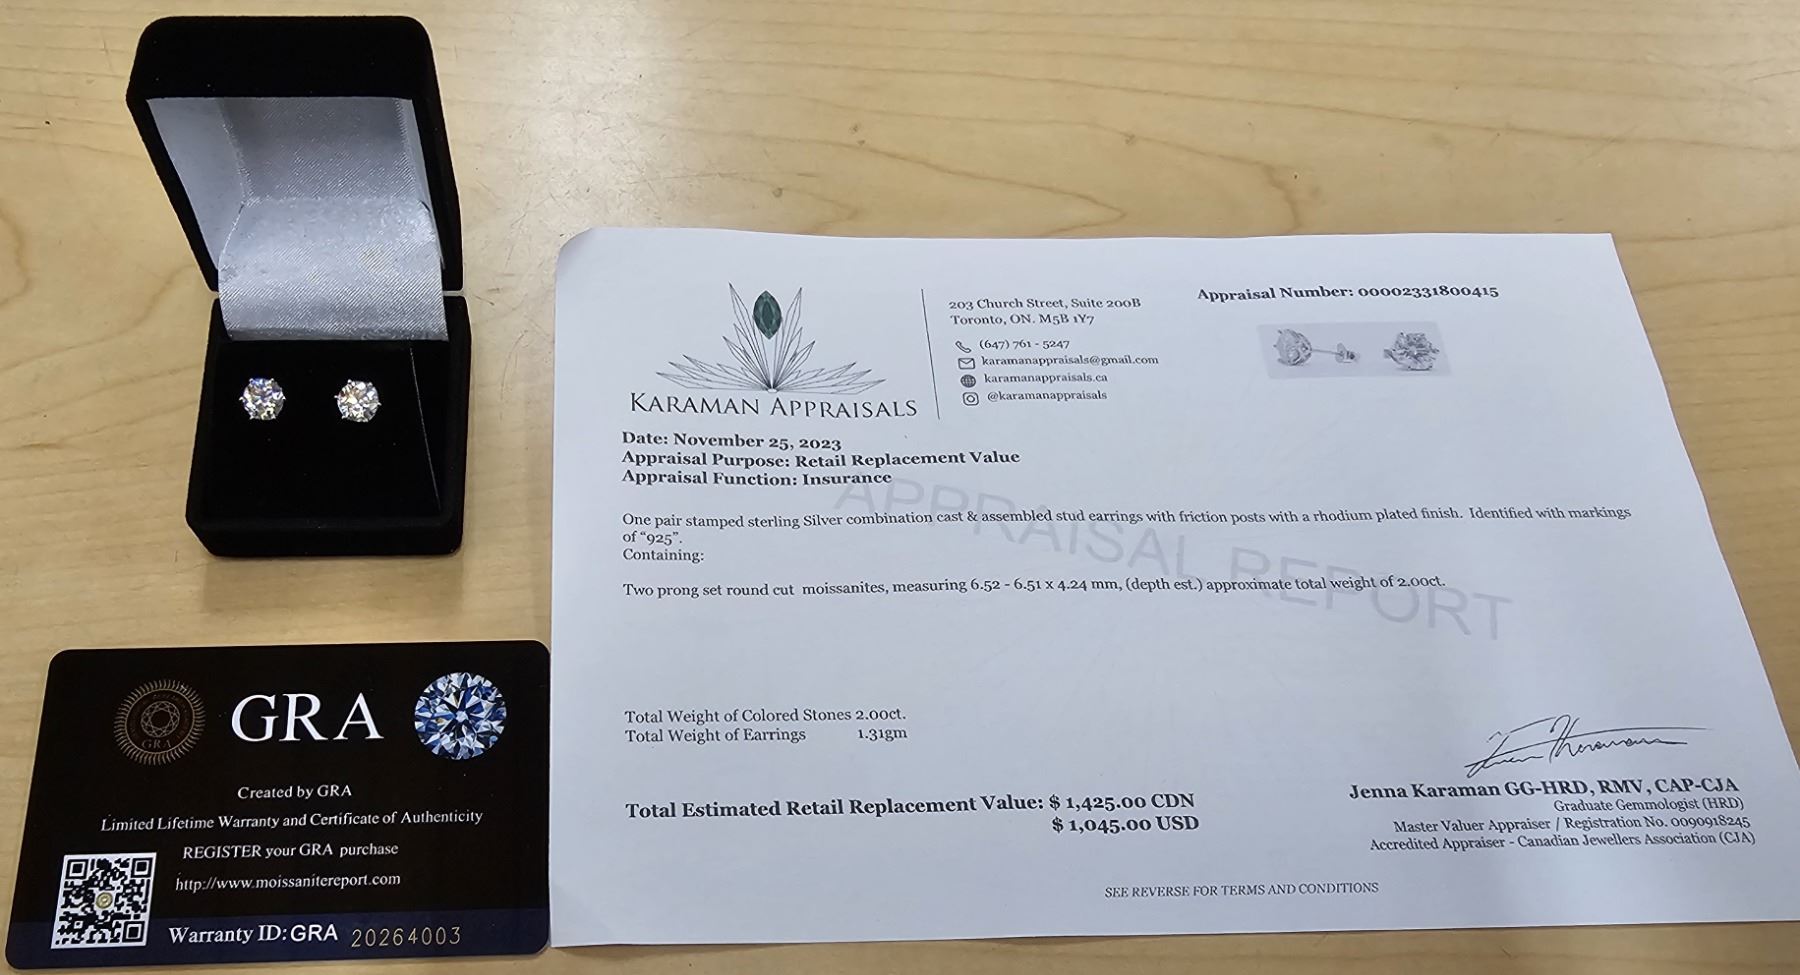 GRA
GRA
Created by GRA
Limited Lifetime Warranty and Certificate of Authenticity
REGISTER your GRA purchase
http://www.moissanitereport.com
Warranty ID:GRA 20264003
KARAMAN APPRAISALS
203 Church Street, Suite 200B
Toronto, ON. M5B 1Y7
(647) 761 - 5247
karamanappraisals@gmail.com
karamanappraisals.ca
@karamanappraisals
Appraisal Number: 00002331800415
Date: November 25, 2023
Appraisal Purpose: Retail Replacement Value
Appraisal Function: Insurance
APPRAISAL REPORT
One pair stamped sterling Silver combination cast & assembled stud earrings with friction posts with a rhodium plated finish. Identified with markings
of "925".
Containing:
Two prong set round cut moissanites, measuring 6.52 - 6.51 x 4.24 mm, (depth est.) approximate total weight of 2.00ct.
Total Weight of Colored Stones 2.00ct.
Total Weight of Earrings 1.31gm
Total Estimated Retail Replacement Value: $ 1,425.00 CDN
$ 1,045.00 USD
Jenna Karaman GG-HRD, RMV, CAP-CJA
Graduate Gemmologist (HRD)
Master Valuer Appraiser / Registration No. 0090918245
Accredited Appraiser - Canadian Jewellers Association (CJA)
SEE REVERSE FOR TERMS AND CONDITIONS